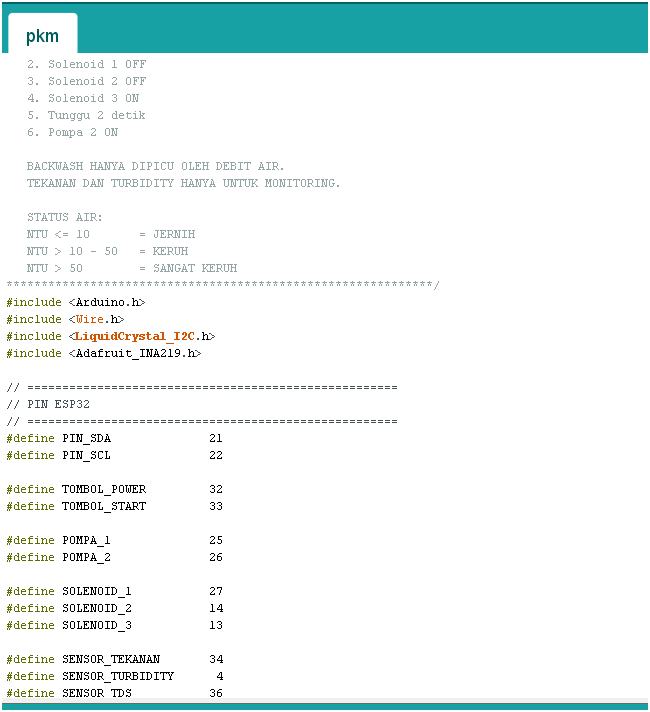 pkm
2. Solenoid 1 OFF
3. Solenoid 2 OFF
4. Solenoid 3 ON
5. Tunggu 2 detik
6. Pompa 2 ON
BACKWASH HANYA DIPICU OLEH DEBIT AIR.
TEKANAN DAN TURBIDITY HANYA UNTUK MONITORING.
STATUS AIR:
NTU <= 10       = JERNIH
NTU > 10 - 50   = KERUH
NTU > 50        = SANGAT KERUH
*************************************************************/
#include <Arduino.h>
#include <Wire.h>
#include <LiquidCrystal_I2C.h>
#include <Adafruit_INA219.h>
// =====================================================
// PIN ESP32
// =====================================================
#define PIN_SDA              21
#define PIN_SCL              22
#define TOMBOL_POWER         32
#define TOMBOL_START         33
#define POMPA_1              25
#define POMPA_2              26
#define SOLENOID_1           27
#define SOLENOID_2           14
#define SOLENOID_3           13
#define SENSOR_TEKANAN       34
#define SENSOR_TURBIDITY      4
#define SENSOR_TDS           36